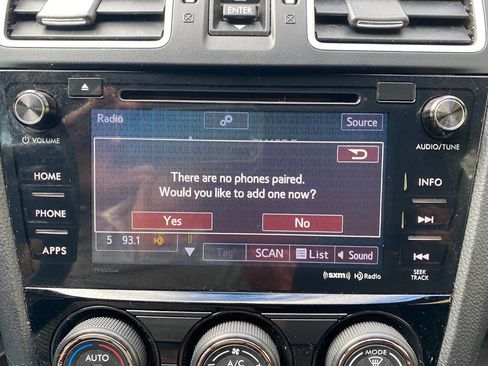 ENTER
Radio
Source
VOLUME
AUDIO/TUNE
There are no phones paired.
Would you like to add one now?
HOME
INFO
Yes
No
PHONE
5 93.1
APPS
Tag
SCAN
List
Sound
SXM
HD Radio
SEEK
TRACK
AUTO
A/C
MODE